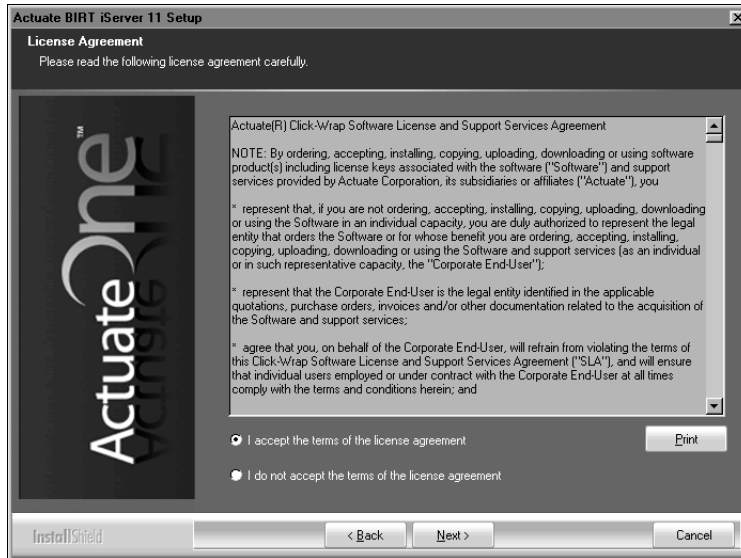 Actuate BIRT iServer 11 Setup
License Agreement
Please read the following license agreement carefully.
ActuateOne™
Actuate(R) Click-Wrap Software License and Support Services Agreement
NOTE: By ordering, accepting, installing, copying, uploading, downloading or using software
product(s) including license keys associated with the software ("Software") and support
services provided by Actuate Corporation, its subsidiaries or affiliates ("Actuate"), you
* represent that, if you are not ordering, accepting, installing, copying, uploading, downloading
or using the Software in an individual capacity, you are duly authorized to represent the legal
entity that orders the Software or for whose benefit you are ordering, accepting, installing,
copying, uploading, downloading or using the Software and support services (as an individual
or in such representative capacity, the "Corporate End-User");
* represent that the Corporate End-User is the legal entity identified in the applicable
quotations, purchase orders, invoices and/or other documentation related to the acquisition of
the Software and support services;
* agree that you, on behalf of the Corporate End-User, will refrain from violating the terms of
this Click-Wrap Software License and Support Services Agreement ("SLA"), and will ensure
that individual users employed or under contract with the Corporate End-User at all times
comply with the terms and conditions herein; and
I accept the terms of the license agreement
Print
I do not accept the terms of the license agreement
InstallShield
< Back
Next >
Cancel